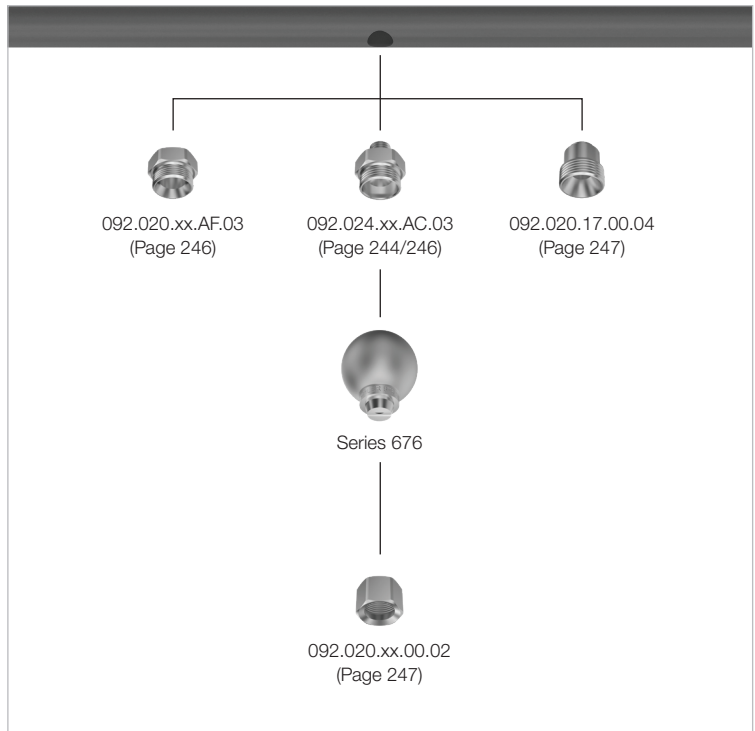 092.020.xx.AF.03
(Page 246)
092.024.xx.AC.03
(Page 244/246)
092.020.17.00.04
(Page 247)
Series 676
092.020.xx.00.02
(Page 247)